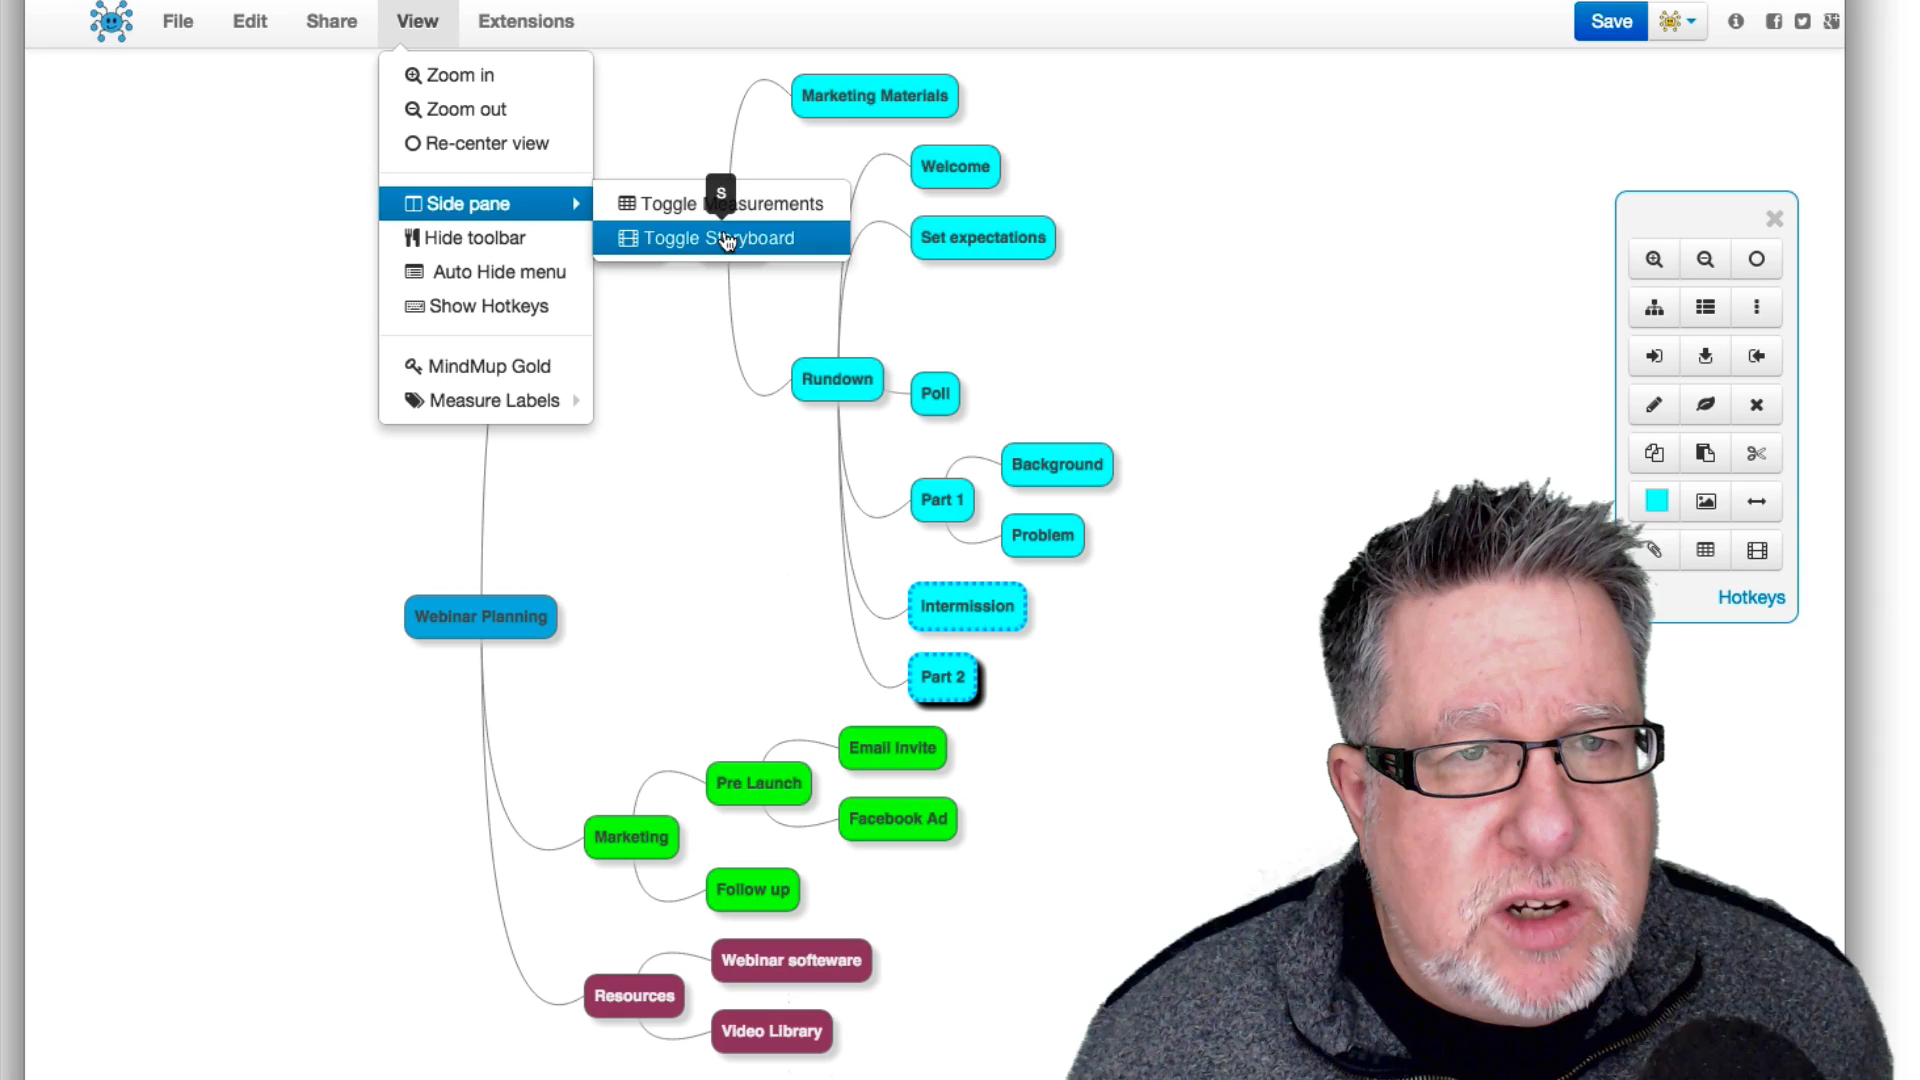 File Edit Share View Extensions Save
Zoom in
Zoom out
Re-center view
Side pane
Hide toolbar
Auto Hide menu
Show Hotkeys
MindMup Gold
Measure Labels
S
Toggle Measurements
Toggle Storyboard
Marketing Materials
Welcome
Set expectations
Rundown
Poll
Part 1
Background
Problem
Intermission
Part 2
Webinar Planning
Marketing
Pre Launch
Email Invite
Facebook Ad
Follow up
Resources
Webinar softeware
Video Library
Hotkeys